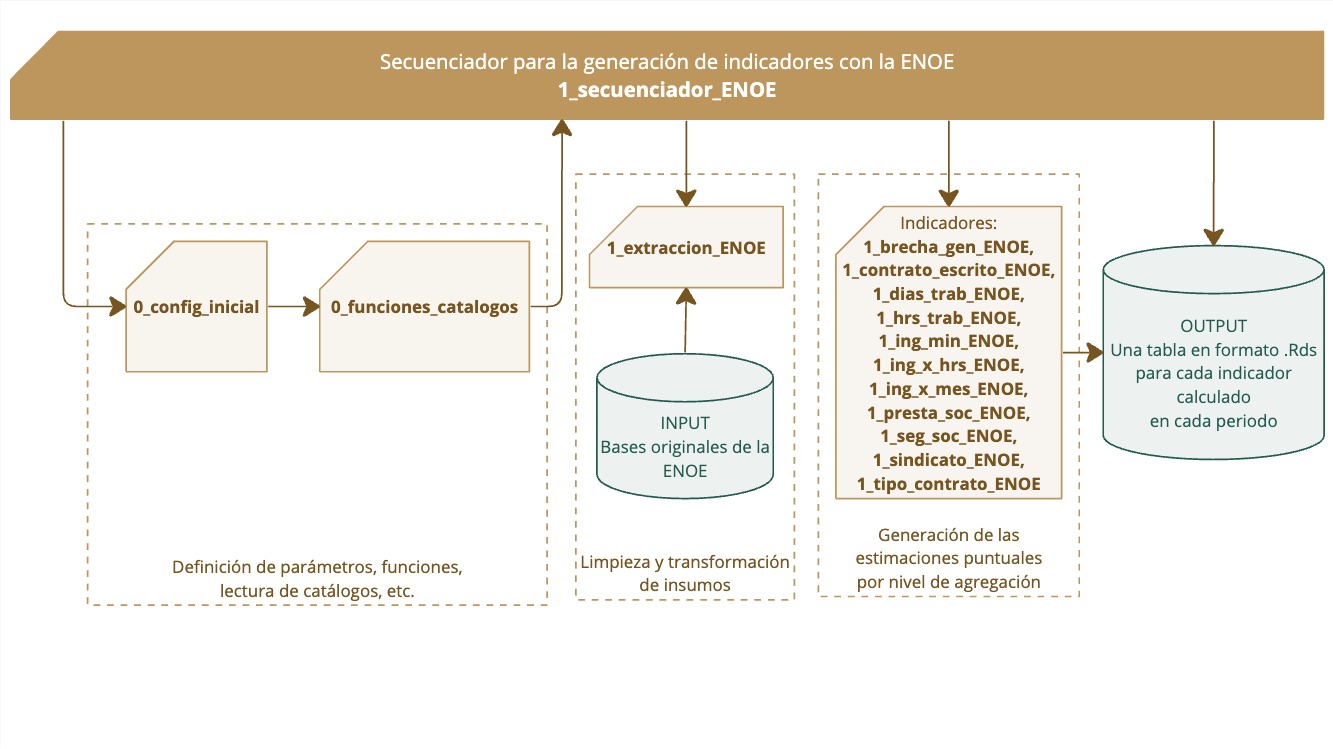 Secuenciador para la generación de indicadores con la ENOE
1_secuenciador_ENOE
0_config_inicial
0_funciones_catalogos
Definición de parámetros, funciones,
lectura de catálogos, etc.
1_extraccion_ENOE
INPUT
Bases originales de la
ENOE
Limpieza y transformación
de insumos
Indicadores:
1_brecha_gen_ENOE,
1_contrato_escrito_ENOE,
1_dias_trab_ENOE,
1_hrs_trab_ENOE,
1_ing_min_ENOE,
1_ing_x_hrs_ENOE,
1_ing_x_mes_ENOE,
1_presta_soc_ENOE,
1_seg_soc_ENOE,
1_sindicato_ENOE,
1_tipo_contrato_ENOE
Generación de las
estimaciones puntuales
por nivel de agregación
OUTPUT
Una tabla en formato .Rds
para cada indicador
calculado
en cada periodo